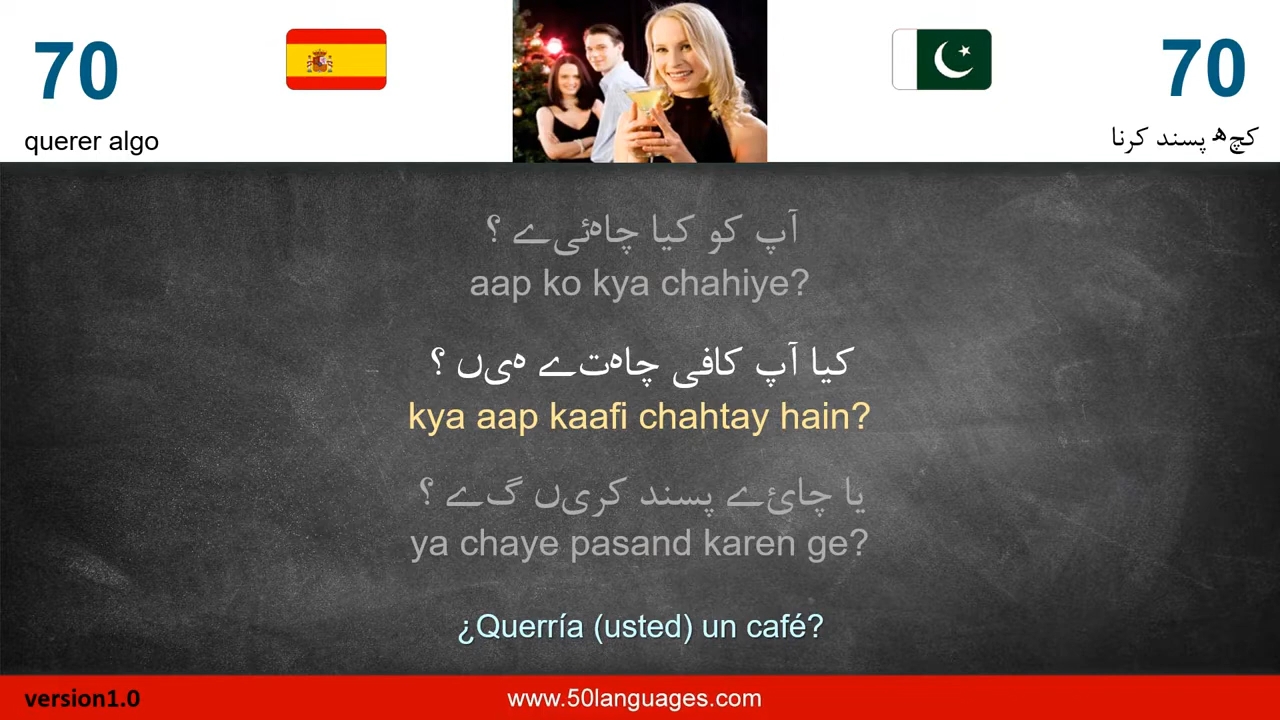 70
70
querer algo
کچھ پسند کرنا
آپ کو کیا چاہئیے ؟
aap ko kya chahiye?
کیا آپ کافی چاہتے ہیں ؟
kya aap kaafi chahtay hain?
یا چائے پسند کریں گے ؟
ya chaye pasand karen ge?
¿Querría (usted) un café?
version1.0
www.50languages.com